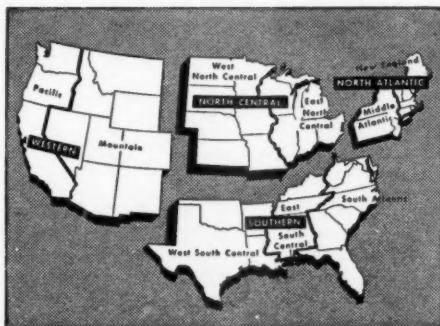 New England
NORTH ATLANTIC
Middle
Atlantic
West
North Central
NORTH CENTRAL
East
North
Central
Pacific
WESTERN
Mountain
East
SOUTHERN
South
Central
South Atlantic
West South Central